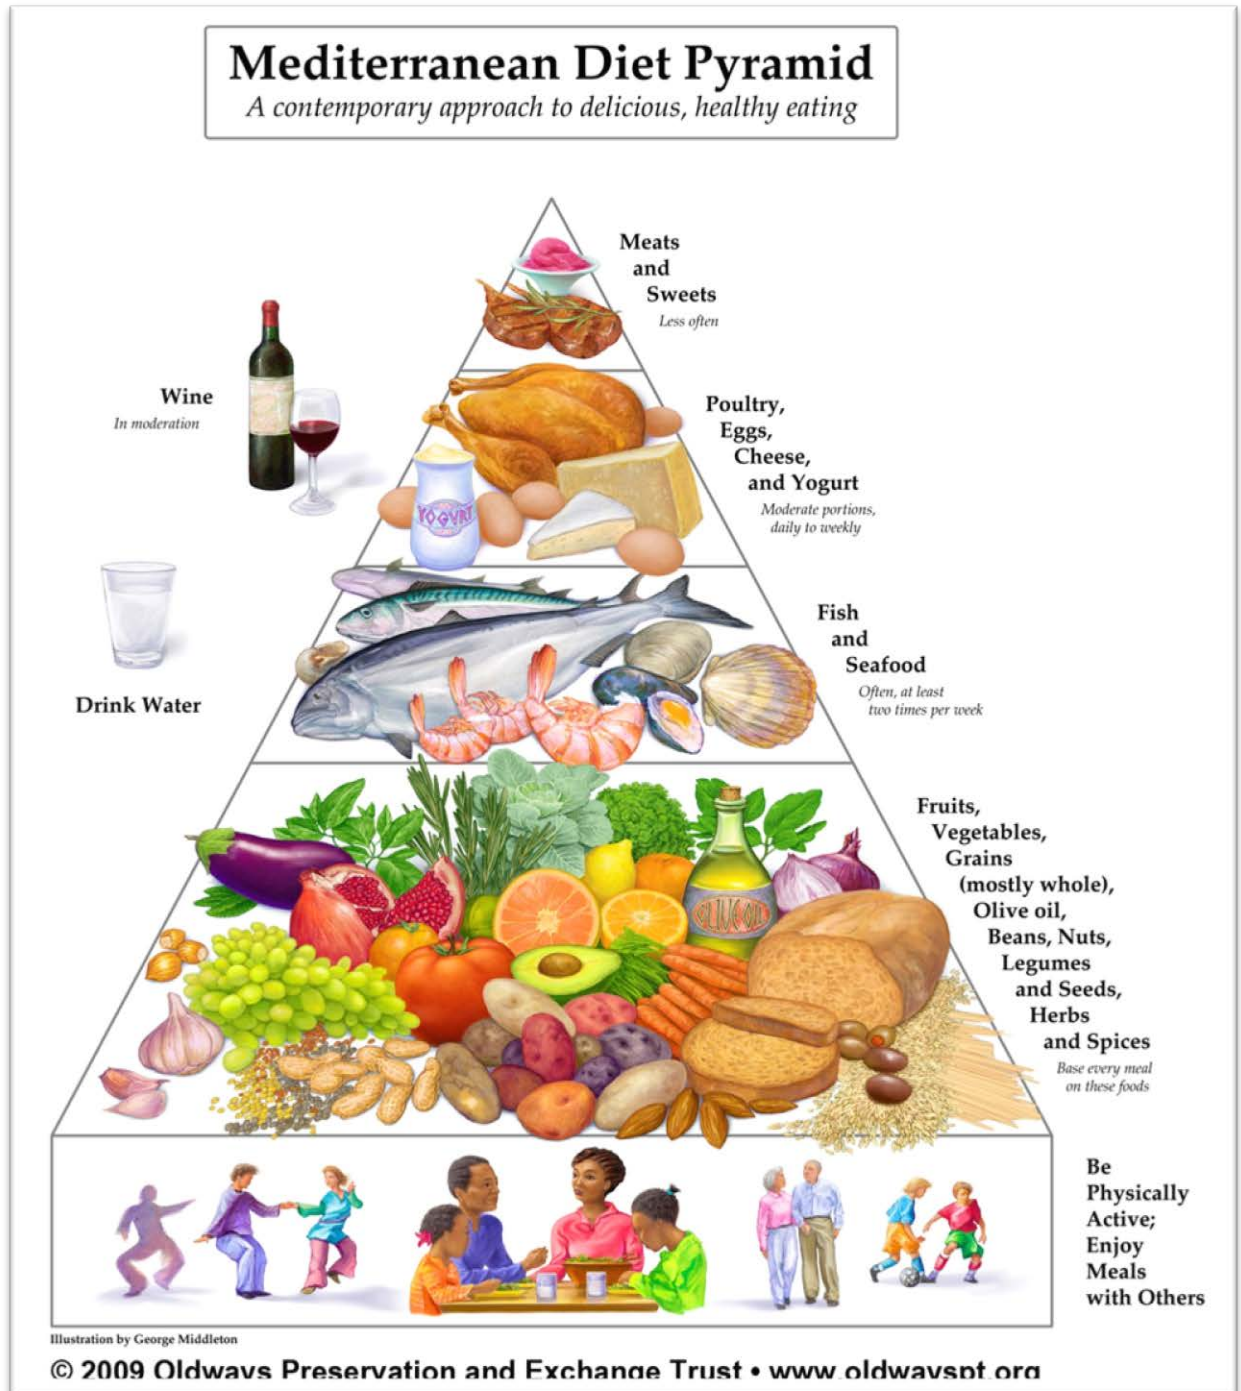 Mediterranean Diet Pyramid
A contemporary approach to delicious, healthy eating
Meats
and
Sweets
Less often
Wine
In moderation
Poultry,
Eggs,
Cheese,
and Yogurt
Moderate portions,
daily to weekly
YOGURT
Drink Water
Fish
and
Seafood
Often, at least
two times per week
Fruits,
Vegetables,
Grains
(mostly whole),
Olive oil,
Beans, Nuts,
Legumes
and Seeds,
Herbs
and Spices
Base every meal
on these foods
OLIVE OIL
Be
Physically
Active;
Enjoy
Meals
with Others
Illustration by George Middleton
© 2009 Oldways Preservation and Exchange Trust • www.oldwayspt.org